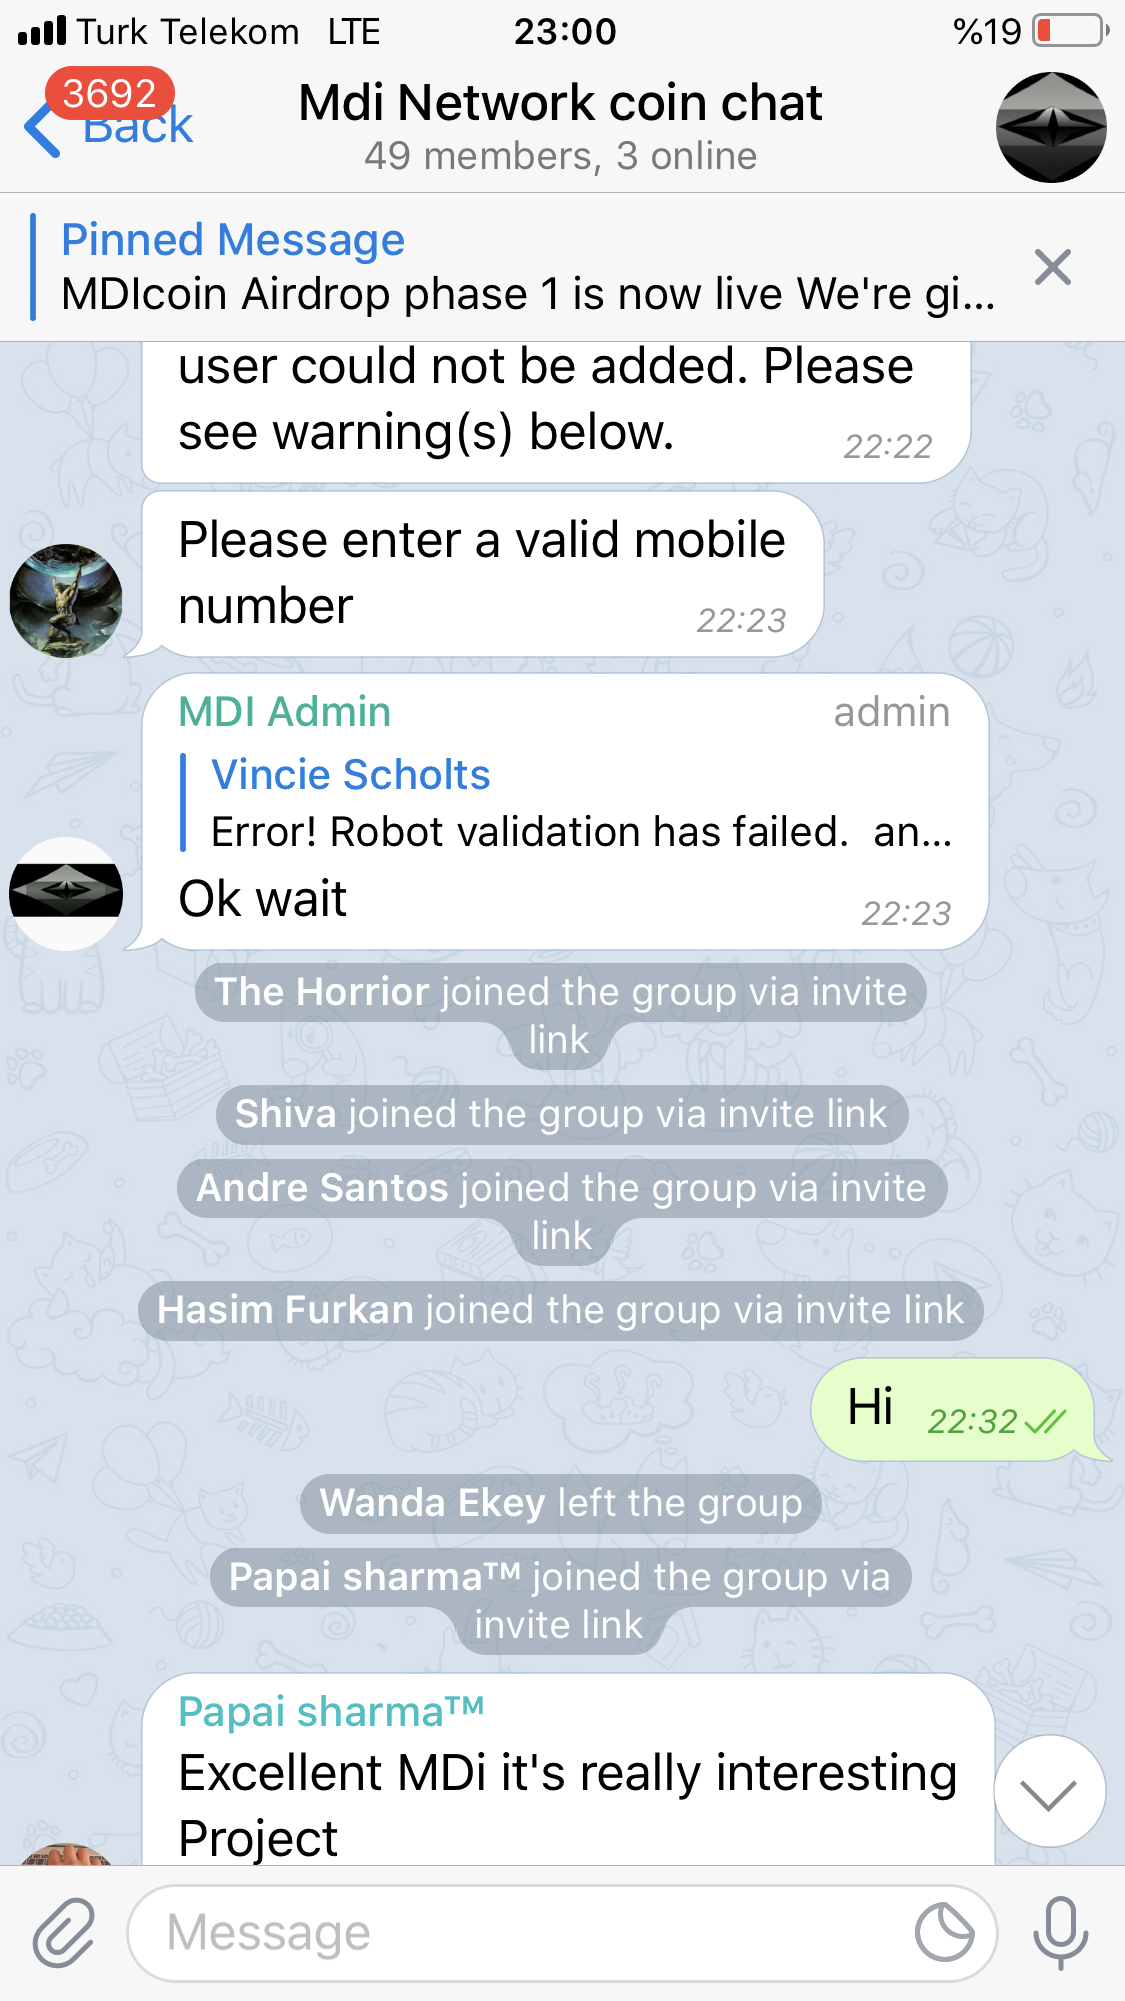 Turk Telekom LTE 23:00 %19
3692
Back
Mdi Network coin chat
49 members, 3 online
Pinned Message
MDIcoin Airdrop phase 1 is now live We're gi...
user could not be added. Please
see warning(s) below.
22:22
Please enter a valid mobile
number
22:23
MDI Admin admin
Vincie Scholts
Error! Robot validation has failed. an...
Ok wait
22:23
The Horrior joined the group via invite
link
Shiva joined the group via invite link
Andre Santos joined the group via invite
link
Hasim Furkan joined the group via invite link
Hi 22:32
Wanda Ekey left the group
Papai sharma™ joined the group via
invite link
Papai sharma™
Excellent MDi it's really interesting
Project
Message